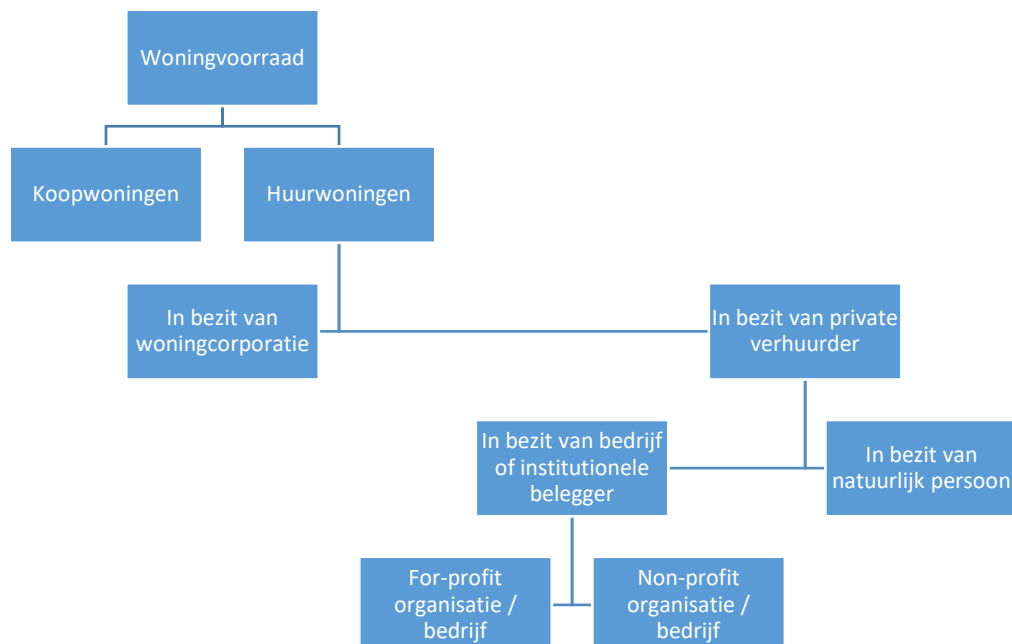 Woningvoorraad
Koopwoningen
Huurwoningen
In bezit van
woningcorporatie
In bezit van private
verhuurder
In bezit van bedrijf
of institutionele
belegger
In bezit van
natuurlijk persoon
For-profit
organisatie /
bedrijf
Non-profit
organisatie /
bedrijf